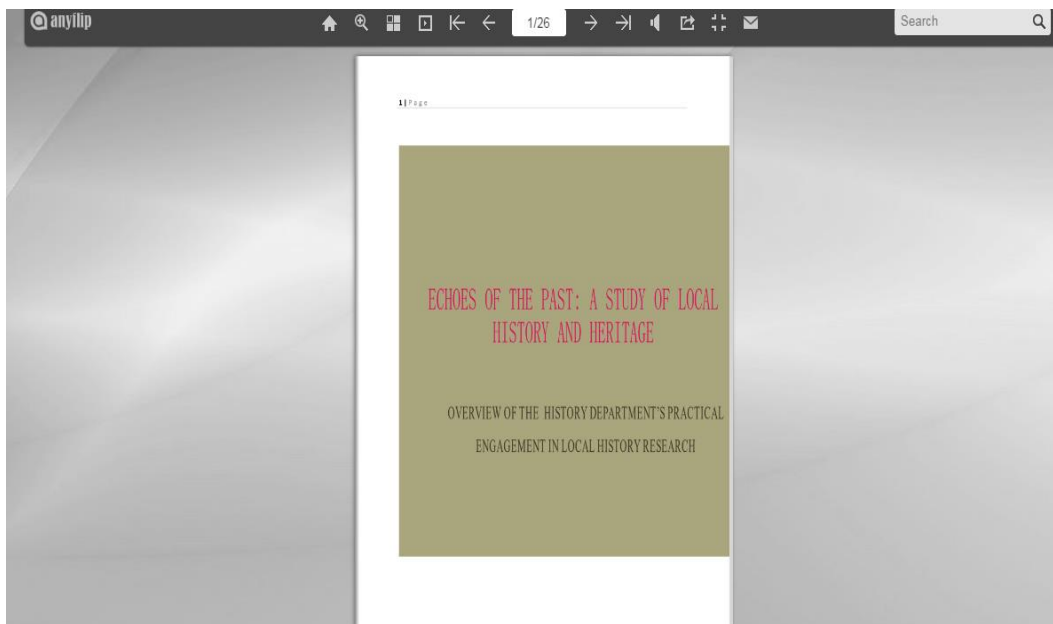 anyflip
1/26
Search
1 | Page
ECHOES OF THE PAST: A STUDY OF LOCAL
HISTORY AND HERITAGE
OVERVIEW OF THE HISTORY DEPARTMENT'S PRACTICAL
ENGAGEMENT IN LOCAL HISTORY RESEARCH